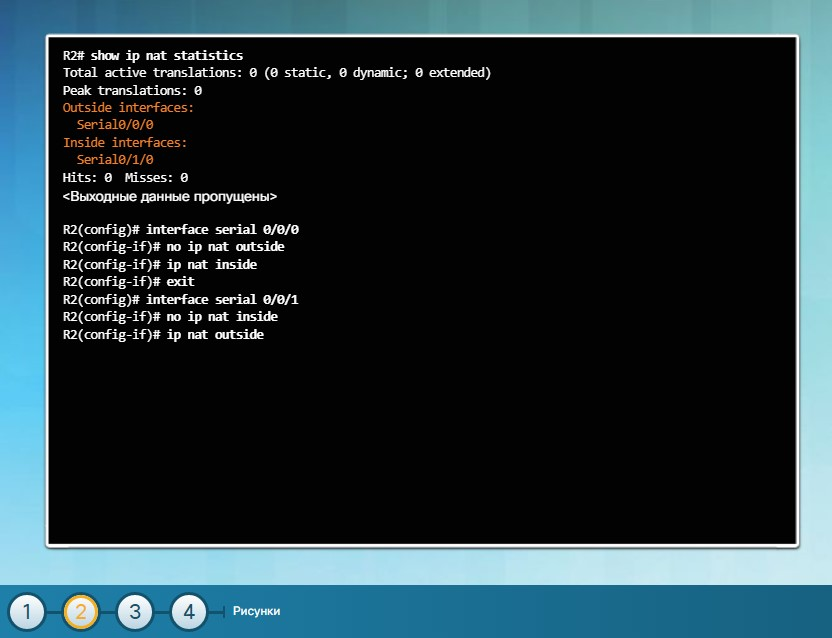 R2# show ip nat statistics
Total active translations: 0 (0 static, 0 dynamic; 0 extended)
Peak translations: 0
Outside interfaces:
  Serial0/0/0
Inside interfaces:
  Serial0/1/0
Hits: 0  Misses: 0
<Выходные данные пропущены>
R2(config)# interface serial 0/0/0
R2(config-if)# no ip nat outside
R2(config-if)# ip nat inside
R2(config-if)# exit
R2(config)# interface serial 0/0/1
R2(config-if)# no ip nat inside
R2(config-if)# ip nat outside
1 2 3 4 Рисунки